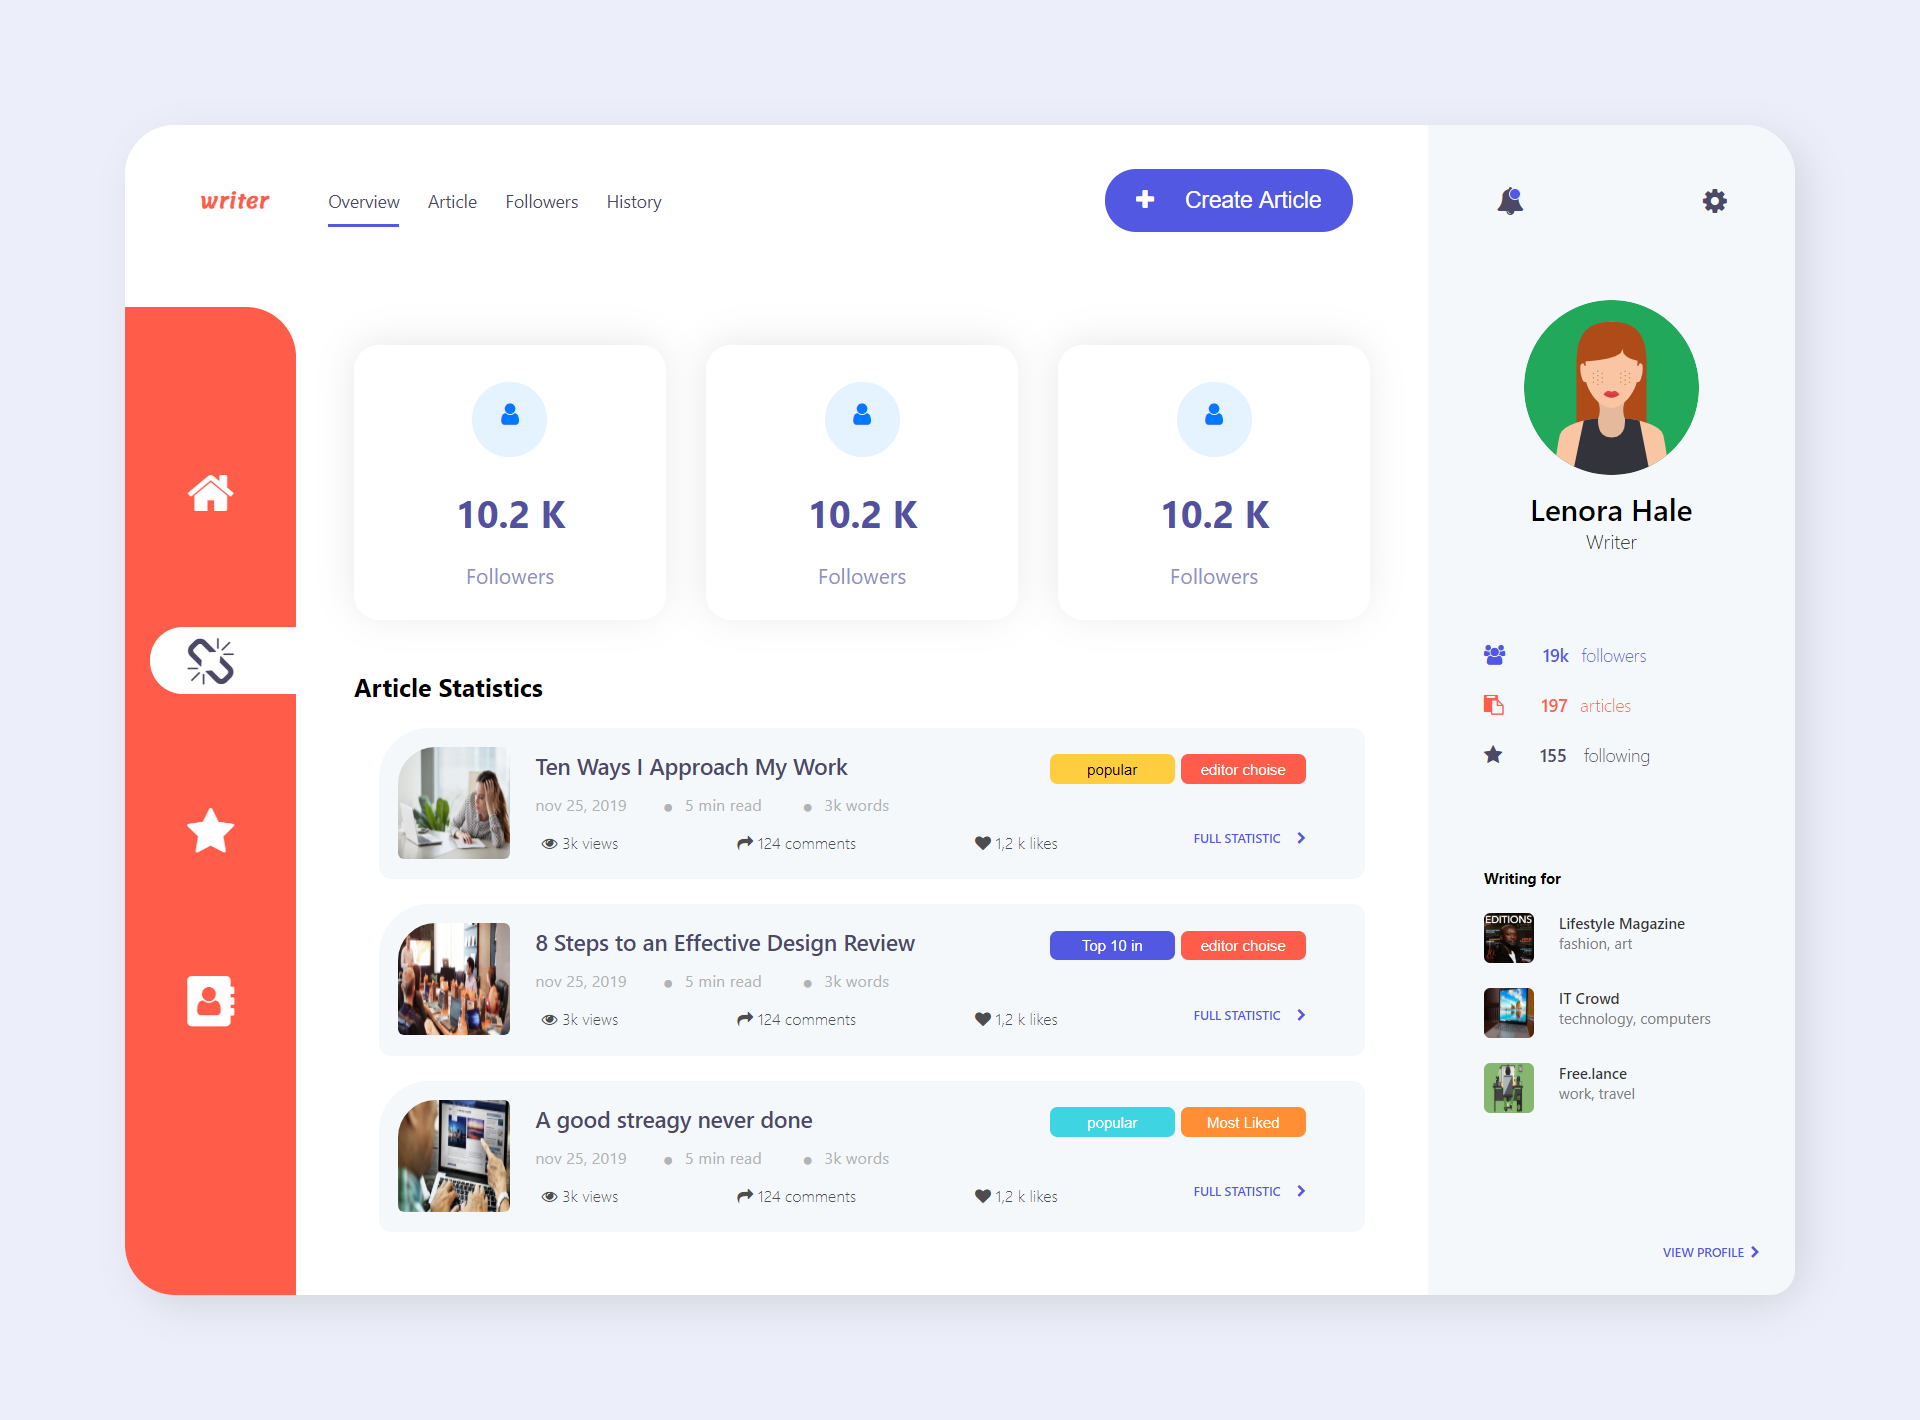 writer
Overview Article Followers History
Create Article
10.2 K
Followers
10.2 K
Followers
10.2 K
Followers
Article Statistics
Ten Ways I Approach My Work
popular editor choise
nov 25, 2019 5 min read 3k words
3k views 124 comments 1,2 k likes
FULL STATISTIC
8 Steps to an Effective Design Review
Top 10 in editor choise
nov 25, 2019 5 min read 3k words
3k views 124 comments 1,2 k likes
FULL STATISTIC
A good streagy never done
popular Most Liked
nov 25, 2019 5 min read 3k words
3k views 124 comments 1,2 k likes
FULL STATISTIC
Lenora Hale
Writer
19k followers
197 articles
155 following
Writing for
EDITIONS
Lifestyle Magazine
fashion, art
IT Crowd
technology, computers
Free.lance
work, travel
VIEW PROFILE